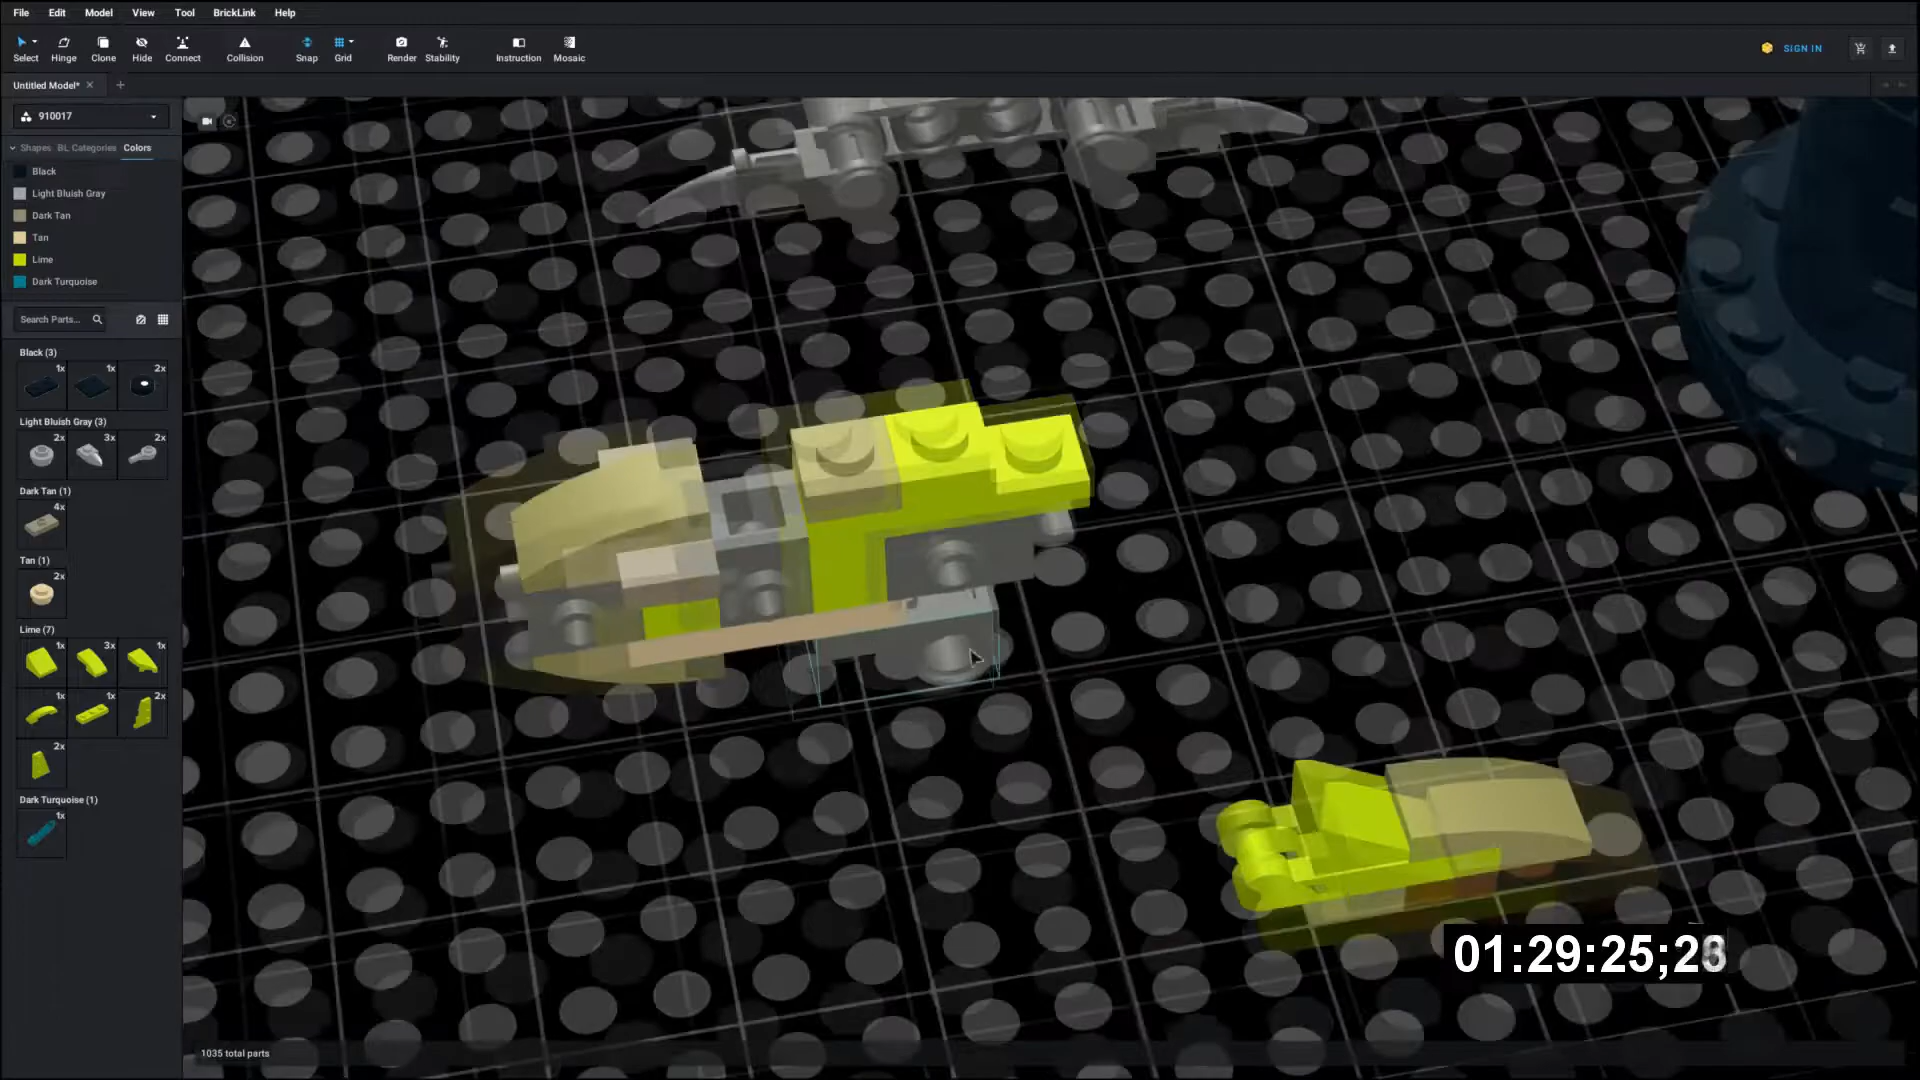 File Edit Model View Tool BrickLink Help
Select Hinge Clone Hide Connect Collision Snap Grid Render Stability Instruction Mosaic SIGN IN
Untitled Model*
910017
Shapes BL Categories Colors
Black
Light Bluish Gray
Dark Tan
Tan
Lime
Dark Turquoise
Search Parts...
Black (3)
1x 1x 2x
Light Bluish Gray (3)
2x 3x 2x
Dark Tan (1)
4x
Tan (1)
2x
Lime (7)
1x 3x 1x
1x 1x 2x
2x
Dark Turquoise (1)
1x
01:29:25;28
1035 total parts